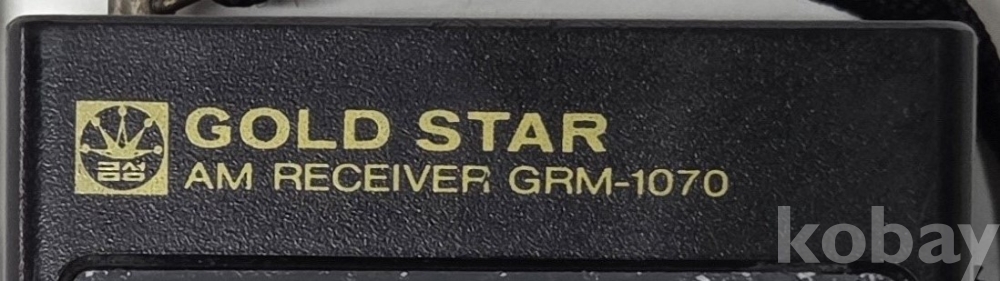 금성
GOLD STAR
AM RECEIVER GRM-1070
kobay